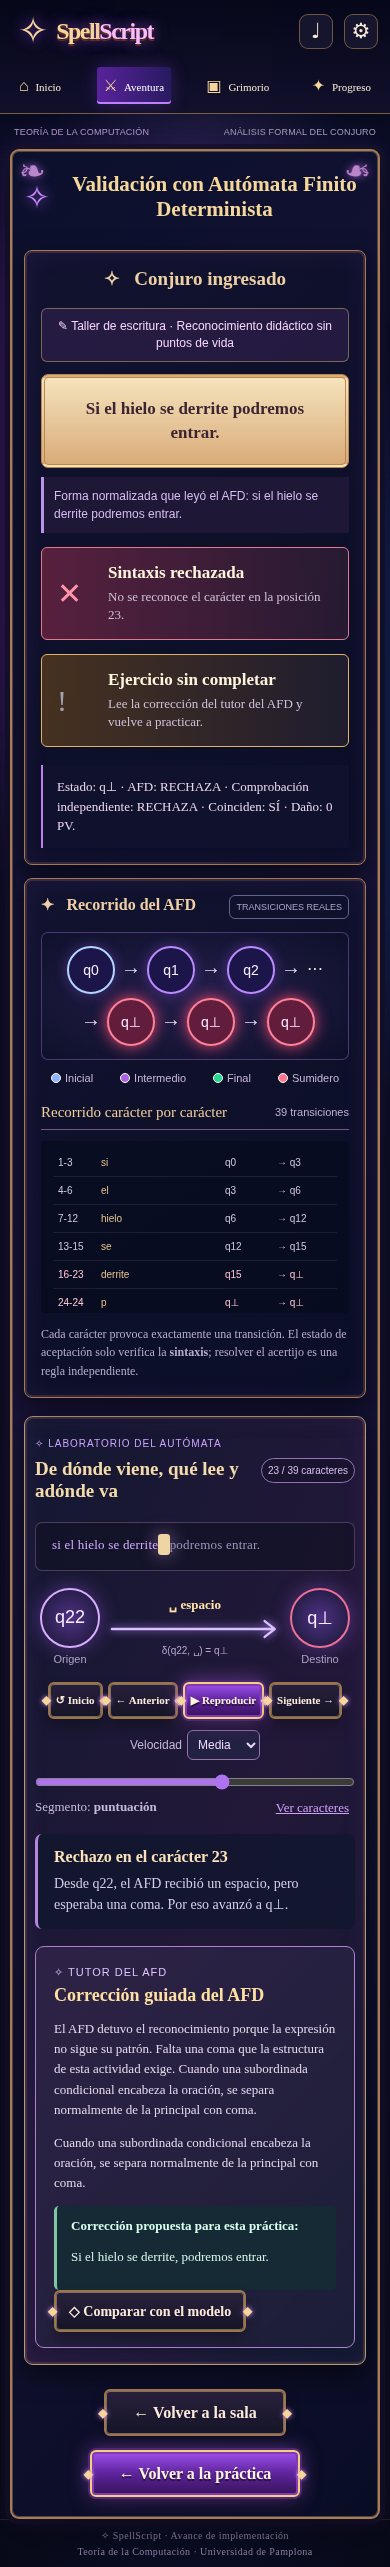 SpellScript
Inicio
Aventura
Grimorio
Progreso
TEORÍA DE LA COMPUTACIÓN
ANÁLISIS FORMAL DEL CONJURO
Validación con Autómata Finito
Determinista
Conjuro ingresado
✎ Taller de escritura · Reconocimiento didáctico sin
puntos de vida
Si el hielo se derrite podremos
entrar.
Forma normalizada que leyó el AFD: si el hielo se
derrite podremos entrar.
Sintaxis rechazada
No se reconoce el carácter en la posición
23.
!
Ejercicio sin completar
Lee la corrección del tutor del AFD y
vuelve a practicar.
Estado: q⊥ · AFD: RECHAZA · Comprobación
independiente: RECHAZA · Coinciden: SÍ · Daño: 0
PV.
Recorrido del AFD
TRANSICIONES REALES
q0 → q1 → q2 → ···
→ q⊥ → q⊥ → q⊥
Inicial
Intermedio
Final
Sumidero
Recorrido carácter por carácter
39 transiciones
1-3 si q0 → q3
4-6 el q3 → q6
7-12 hielo q6 → q12
13-15 se q12 → q15
16-23 derrite q15 → q⊥
24-24 p q⊥ → q⊥
Cada carácter provoca exactamente una transición. El estado de
aceptación solo verifica la sintaxis; resolver el acertijo es una
regla independiente.
✧ LABORATORIO DEL AUTÓMATA
De dónde viene, qué lee y
adónde va
23 / 39 caracteres
si el hielo se derrite podremos entrar.
q22
␣ espacio
q⊥
Origen
δ(q22, ␣) = q⊥
Destino
↺ Inicio
← Anterior
▶ Reproducir
Siguiente →
Velocidad
Media
Segmento: puntuación
Ver caracteres
Rechazo en el carácter 23
Desde q22, el AFD recibió un espacio, pero
esperaba una coma. Por eso avanzó a q⊥.
✧ TUTOR DEL AFD
Corrección guiada del AFD
El AFD detuvo el reconocimiento porque la expresión
no sigue su patrón. Falta una coma que la estructura
de esta actividad exige. Cuando una subordinada
condicional encabeza la oración, se separa
normalmente de la principal con coma.
Cuando una subordinada condicional encabeza la
oración, se separa normalmente de la principal con
coma.
Corrección propuesta para esta práctica:
Si el hielo se derrite, podremos entrar.
◇ Comparar con el modelo
← Volver a la sala
← Volver a la práctica
✧ SpellScript · Avance de implementación
Teoría de la Computación · Universidad de Pamplona